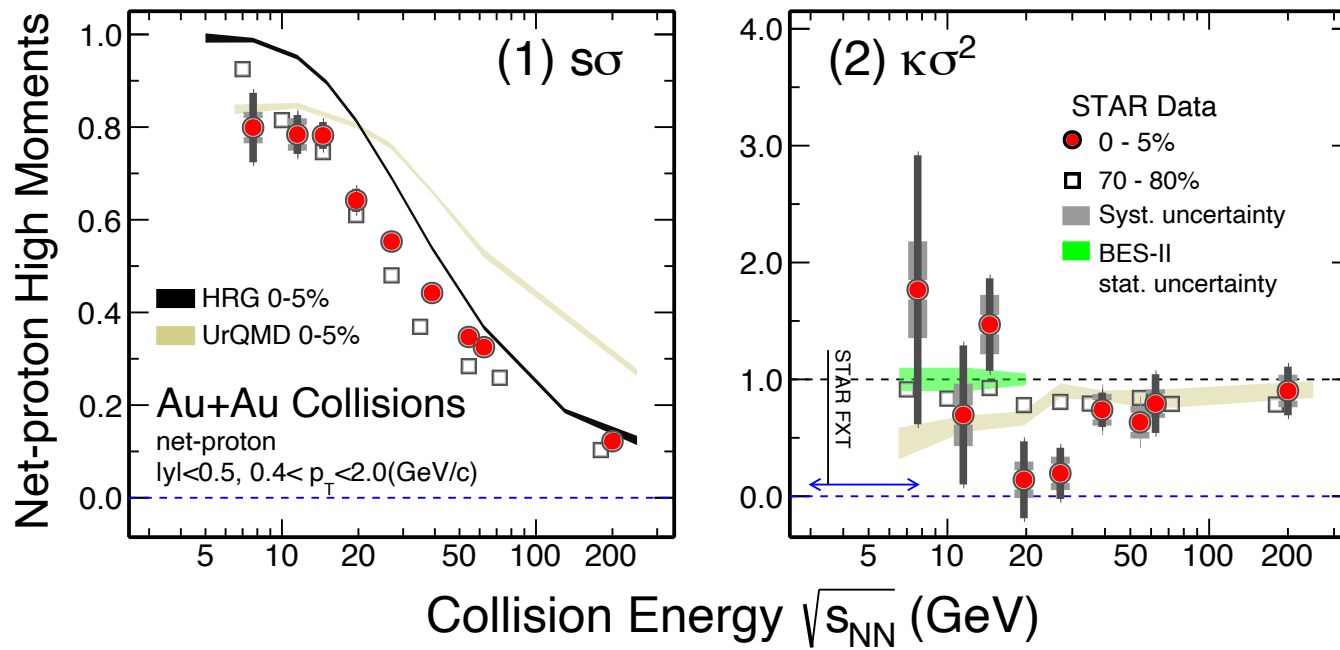 Net-proton High Moments
1.0
0.8
0.6
0.4
0.2
0.0
(1) sσ
HRG 0-5%
UrQMD 0-5%
Au+Au Collisions
net-proton
|y|<0.5, 0.4< p_T<2.0(GeV/c)
5 10 20 50 100 200
4.0
3.0
2.0
1.0
0.0
(2) κσ²
STAR Data
0 - 5%
70 - 80%
Syst. uncertainty
BES-II
stat. uncertainty
STAR FXT
5 10 20 50 100 200
Collision Energy √s_NN (GeV)